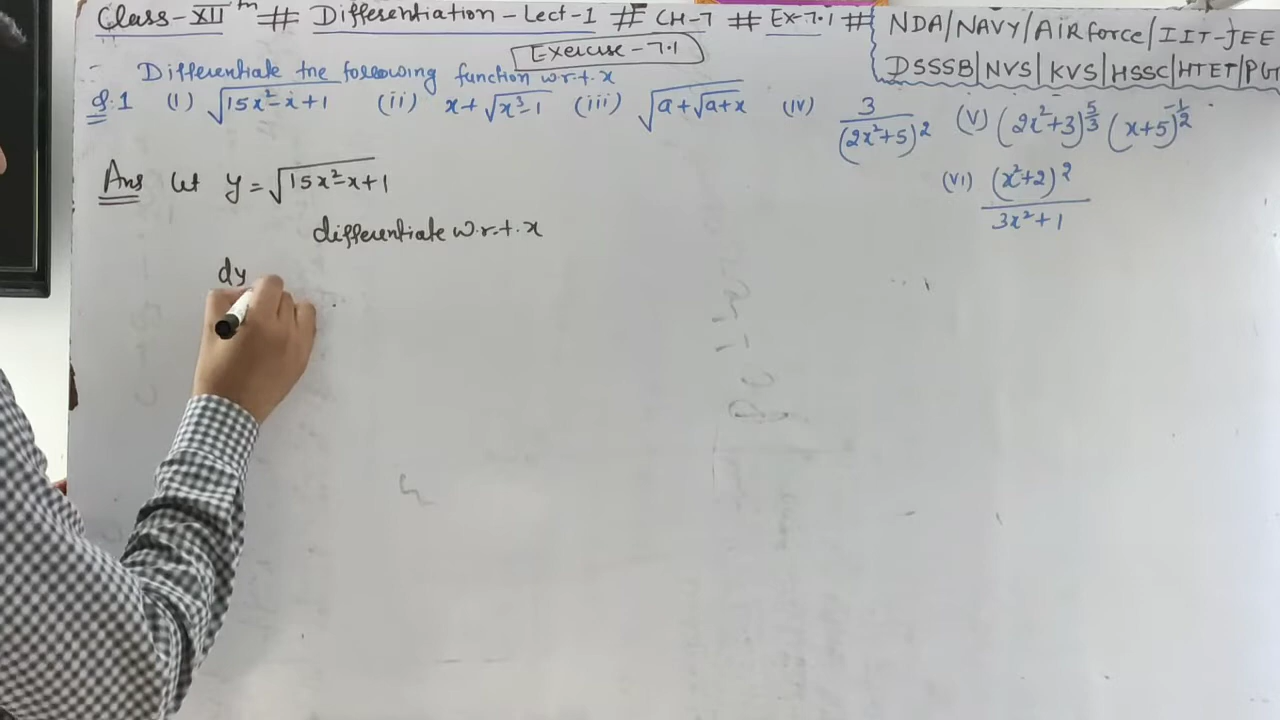 Class-XII th # Differentiation - Lect-1 # CH-7 # Ex-7.1 #
NDA/NAVY/AiRforce/IIT-JEE
DSSSB|NVS|KVS|HSSC|HTET|PGT
Exercise-7.1
Differentiate the following function w.r.t. x
Q.1 (i) √(15x²-x+1) (ii) x+√(x³-1) (iii) √(a+√(a+x)) (iv) 3/(2x²+5)² (v) (2x²+3)^(5/3) (x+5)^(-1/2)
(vi) (x²+2)²/(3x²+1)
Ans let y = √(15x²-x+1)
differentiate w.r.t. x
dy